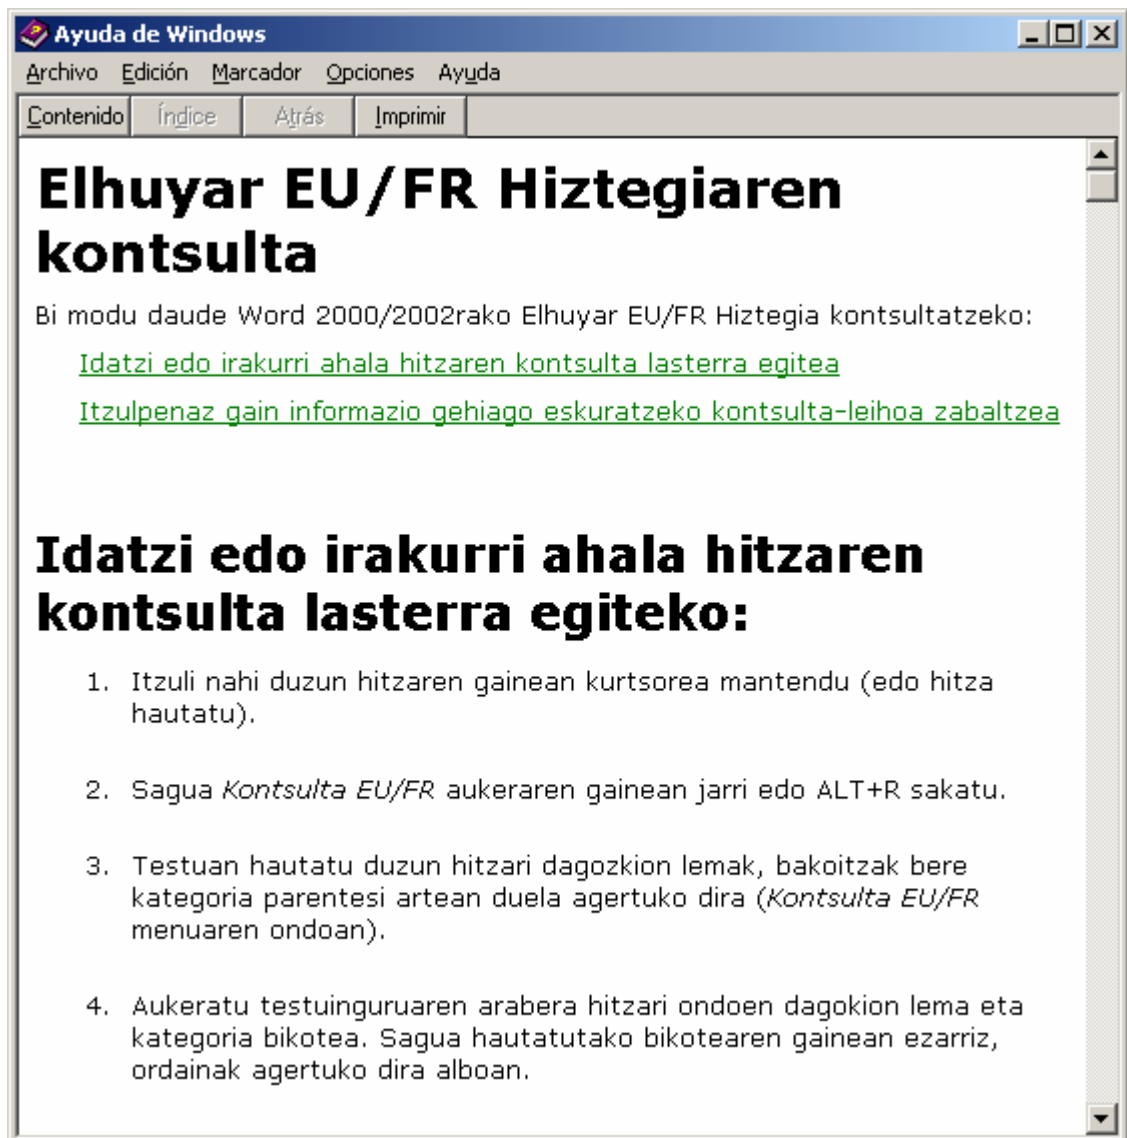 Ayuda de Windows
Archivo Edición Marcador Opciones Ayuda
Contenido Índice Atrás Imprimir
Elhuyar EU/FR Hiztegiaren
kontsulta
Bi modu daude Word 2000/2002rako Elhuyar EU/FR Hiztegia kontsultatzeko:
Idatzi edo irakurri ahala hitzaren kontsulta lasterra egitea
Itzulpenaz gain informazio gehiago eskuratzeko kontsulta-leihoa zabaltzea
Idatzi edo irakurri ahala hitzaren
kontsulta lasterra egiteko:
1. Itzuli nahi duzun hitzaren gainean kurtsorea mantendu (edo hitza
hautatu).
2. Sagua Kontsulta EU/FR aukeraren gainean jarri edo ALT+R sakatu.
3. Testuan hautatu duzun hitzari dagozkion lemak, bakoitzak bere
kategoria parentesi artean duela agertuko dira (Kontsulta EU/FR
menuaren ondoan).
4. Aukeratu testuinguruaren arabera hitzari ondoen dagokion lema eta
kategoria bikotea. Sagua hautatutako bikotearen gainean ezarriz,
ordainak agertuko dira alboan.